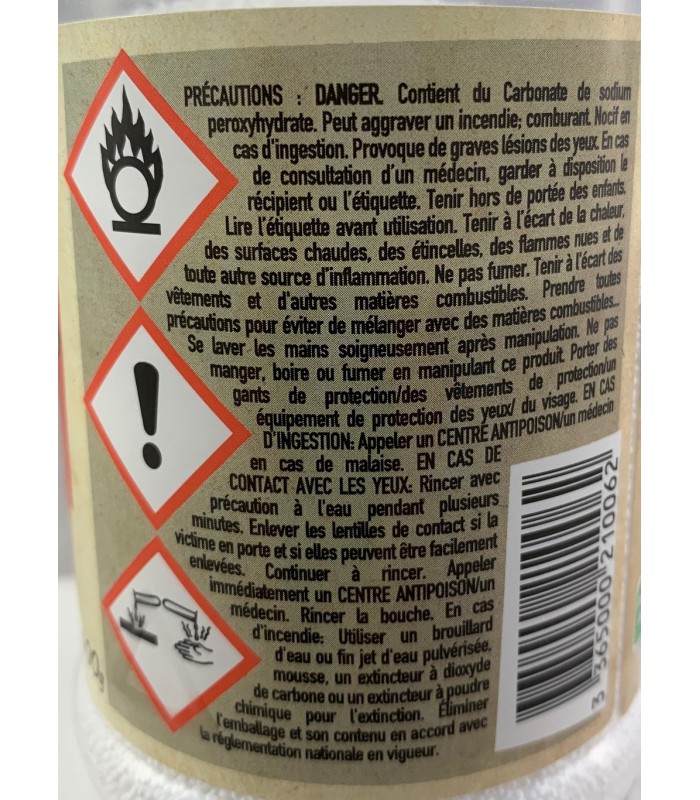 PRÉCAUTIONS : DANGER. Contient du Carbonate de sodium
peroxyhydrate. Peut aggraver un incendie; comburant. Nocif en
cas d'ingestion. Provoque de graves lésions des yeux. En cas
de consultation d'un médecin, garder à disposition le
récipient ou l'étiquette. Tenir hors de portée des enfants.
Lire l'étiquette avant utilisation. Tenir à l'écart de la chaleur,
des surfaces chaudes, des étincelles, des flammes nues et de
toute autre source d'inflammation. Ne pas fumer. Tenir à l'écart des
vêtements et d'autres matières combustibles. Prendre toutes
précautions pour éviter de mélanger avec des matières combustibles...
Se laver les mains soigneusement après manipulation. Ne pas
manger, boire ou fumer en manipulant ce produit. Porter des
gants de protection/des vêtements de protection/un
équipement de protection des yeux/ du visage. EN CAS
D'INGESTION: Appeler un CENTRE ANTIPOISON/un médecin
en cas de malaise. EN CAS DE
CONTACT AVEC LES YEUX: Rincer avec
précaution à l'eau pendant plusieurs
minutes. Enlever les lentilles de contact si la
victime en porte et si elles peuvent être facilement
enlevées. Continuer à rincer. Appeler
immédiatement un CENTRE ANTIPOISON/un
médecin. Rincer la bouche. En cas
d'incendie: Utiliser un brouillard
d'eau ou fin jet d'eau pulvérisée,
mousse, un extincteur à dioxyde
de carbone ou un extincteur à poudre
chimique pour l'extinction. Éliminer
l'emballage et son contenu en accord avec
la réglementation nationale en vigueur.
3 365000 210062